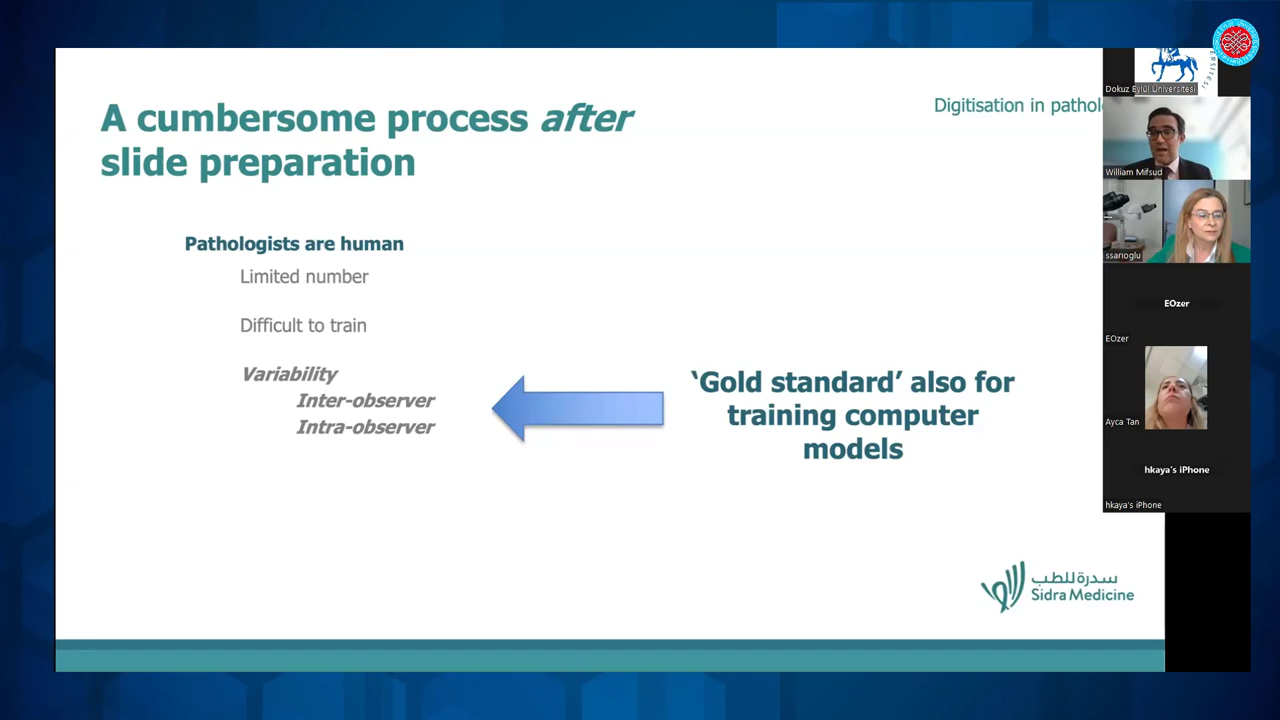 A cumbersome process after
slide preparation
Digitisation in pathol
Pathologists are human
Limited number
Difficult to train
Variability
Inter-observer
Intra-observer
‘Gold standard’ also for
training computer
models
سدرة للطب
Sidra Medicine
Dokuz Eylül Üniversitesi
William Mifsud
ssarioglu
EOzer
EOzer
Ayca Tan
hkaya's iPhone
hkaya's iPhone